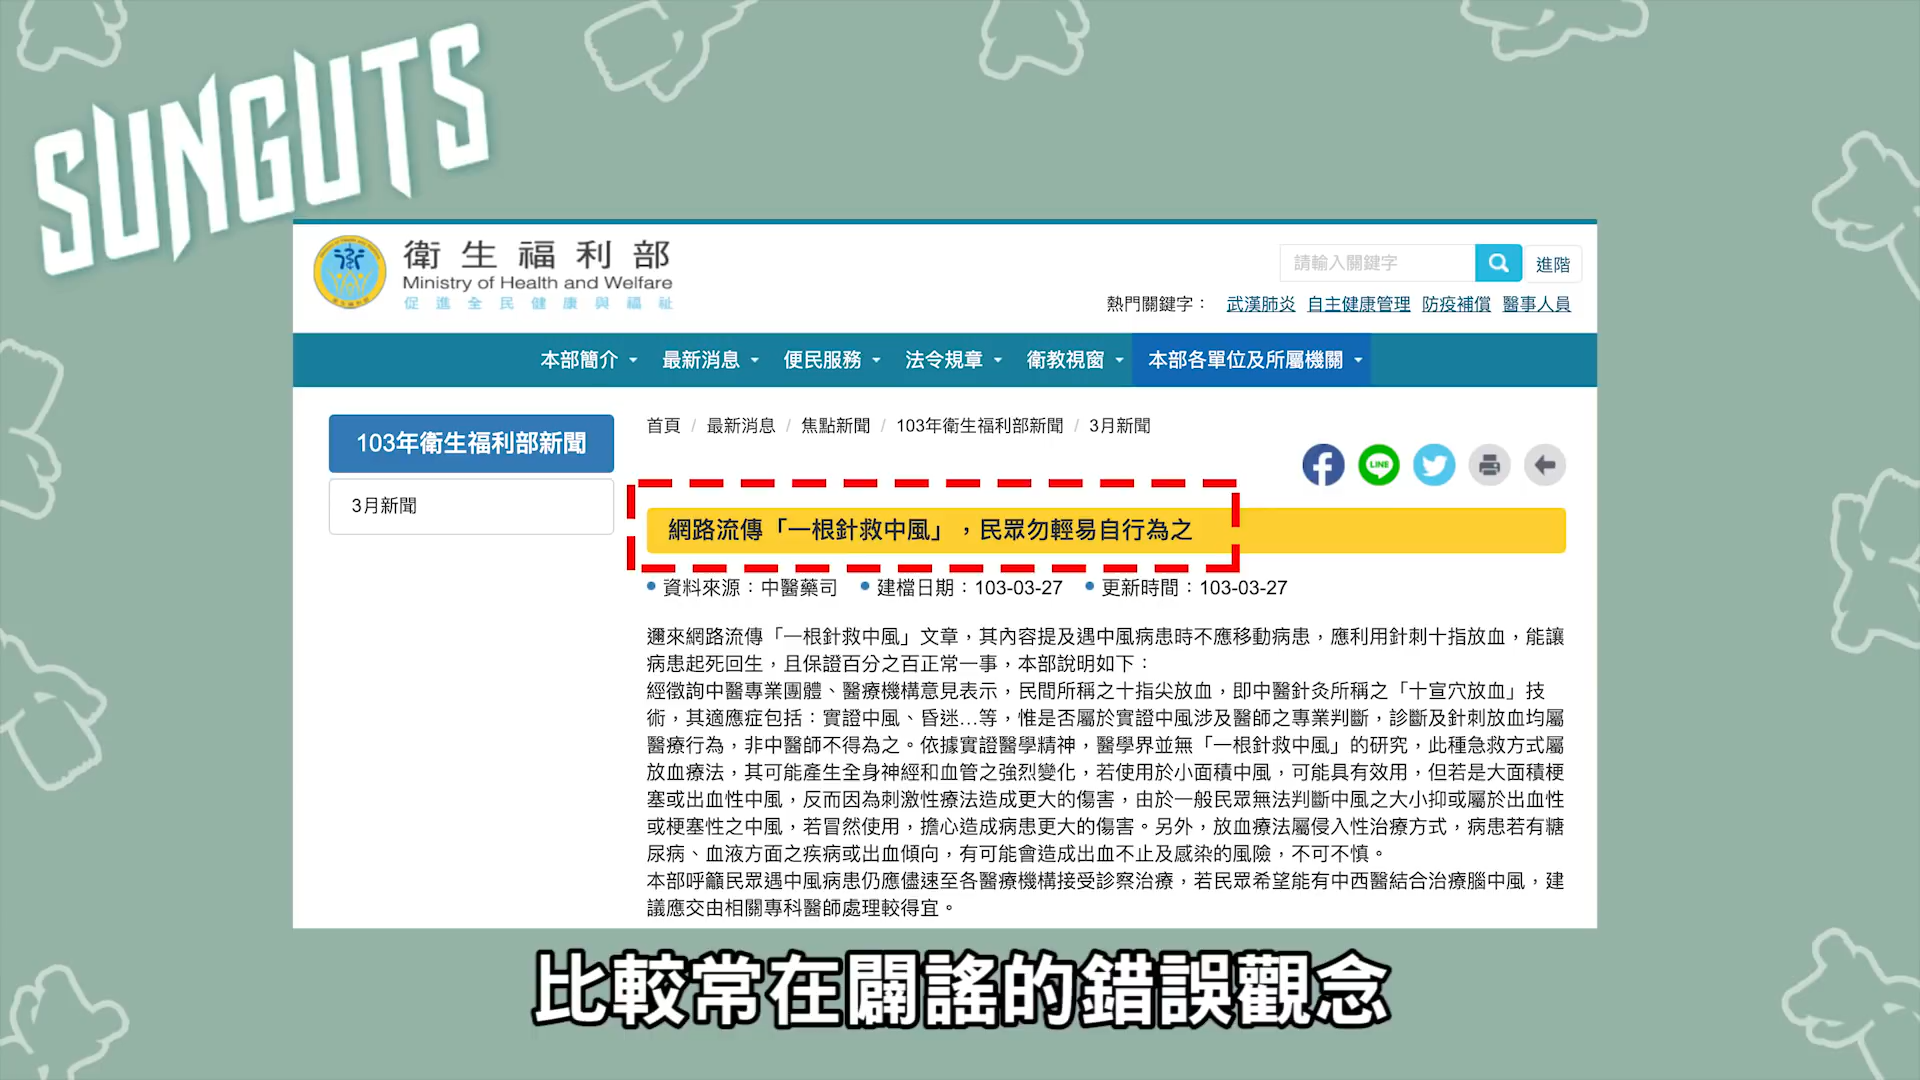 SUNGUTS
衛生福利部
Ministry of Health and Welfare
促進全民健康與福祉
請輸入關鍵字
進階
熱門關鍵字： 武漢肺炎 自主健康管理 防疫補償 醫事人員
本部簡介 最新消息 便民服務 法令規章 衛教視窗 本部各單位及所屬機關
103年衛生福利部新聞
3月新聞
首頁 / 最新消息 / 焦點新聞 / 103年衛生福利部新聞 / 3月新聞
LINE
網路流傳「一根針救中風」，民眾勿輕易自行為之
資料來源：中醫藥司 建檔日期：103-03-27 更新時間：103-03-27
邇來網路流傳「一根針救中風」文章，其內容提及遇中風病患時不應移動病患，應利用針刺十指放血，能讓
病患起死回生，且保證百分之百正常一事，本部說明如下：
經徵詢中醫專業團體、醫療機構意見表示，民間所稱之十指尖放血，即中醫針灸所稱之「十宣穴放血」技
術，其適應症包括：實證中風、昏迷...等，惟是否屬於實證中風涉及醫師之專業判斷，診斷及針刺放血均屬
醫療行為，非中醫師不得為之。依據實證醫學精神，醫學界並無「一根針救中風」的研究，此種急救方式屬
放血療法，其可能產生全身神經和血管之強烈變化，若使用於小面積中風，可能具有效用，但若是大面積梗
塞或出血性中風，反而因為刺激性療法造成更大的傷害，由於一般民眾無法判斷中風之大小抑或屬於出血性
或梗塞性之中風，若冒然使用，擔心造成病患更大的傷害。另外，放血療法屬侵入性治療方式，病患若有糖
尿病、血液方面之疾病或出血傾向，有可能會造成出血不止及感染的風險，不可不慎。
本部呼籲民眾遇中風病患仍應儘速至各醫療機構接受診察治療，若民眾希望能有中西醫結合治療腦中風，建
議應交由相關專科醫師處理較得宜。
比較常在闢謠的錯誤觀念